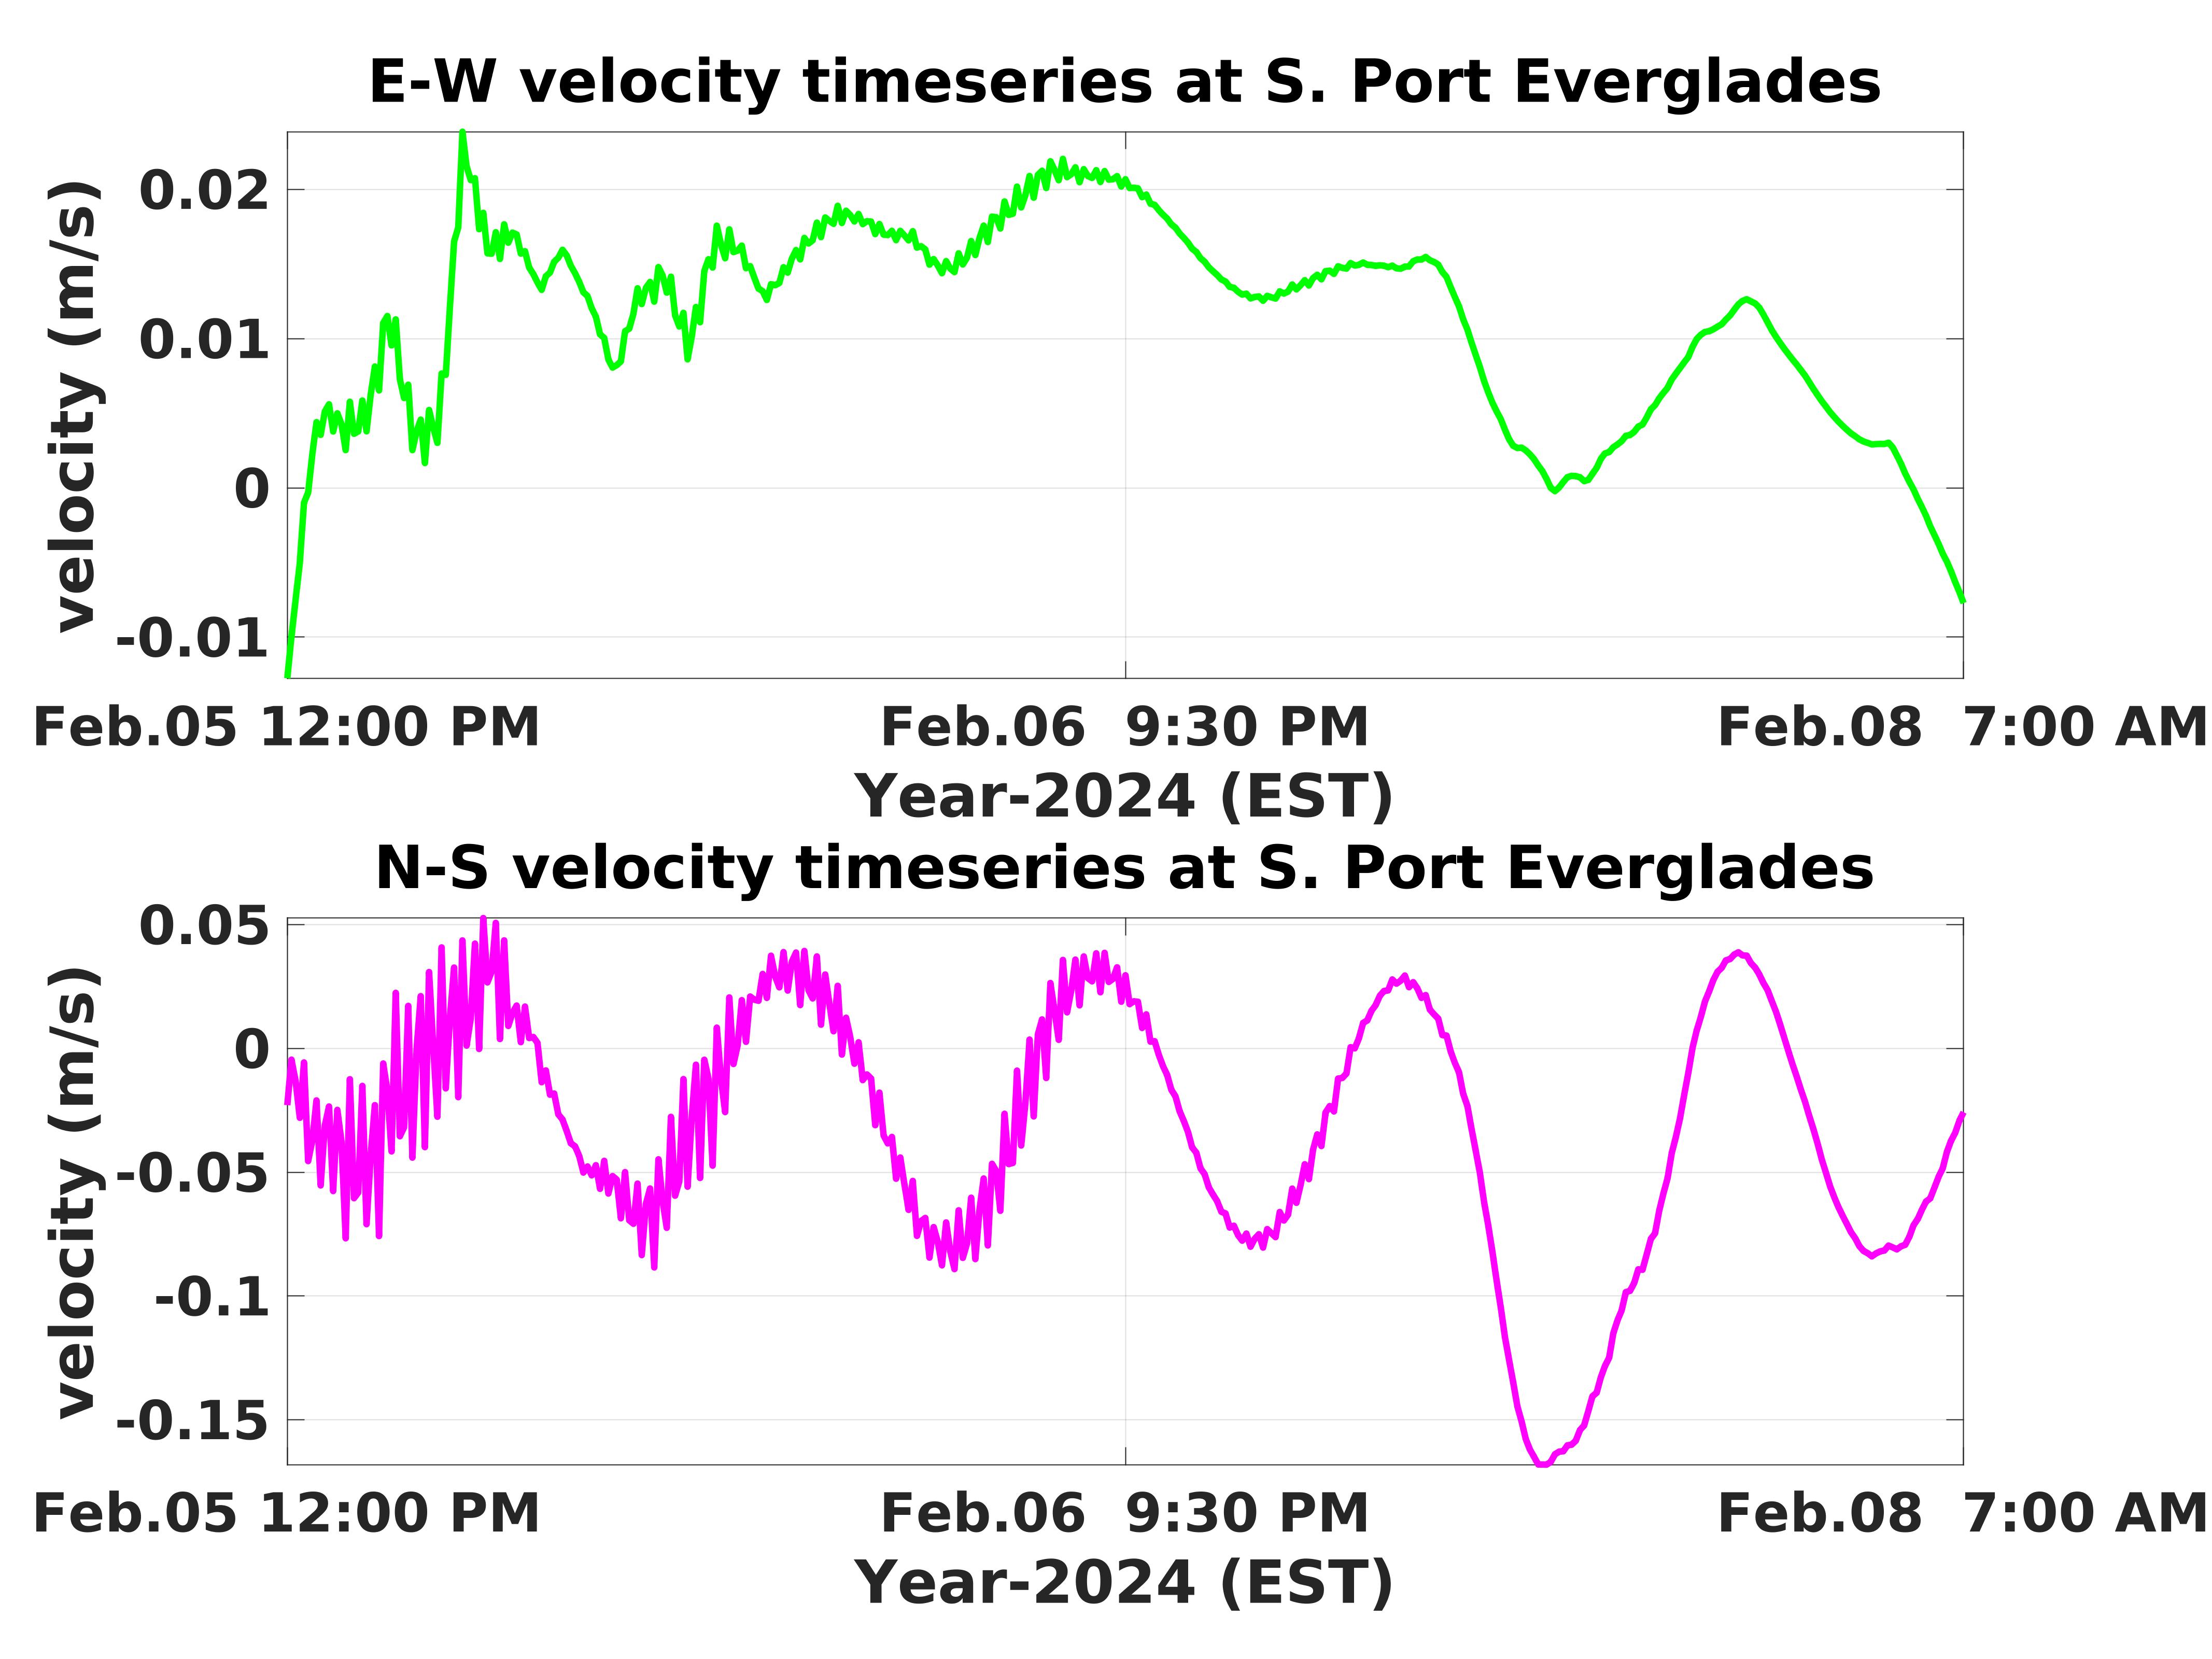 E-W velocity timeseries at S. Port Everglades
velocity (m/s)
0.02
0.01
0
-0.01
Feb.05 12:00 PM
Feb.06  9:30 PM
Feb.08  7:00 AM
Year-2024 (EST)
N-S velocity timeseries at S. Port Everglades
velocity (m/s)
0.05
0
-0.05
-0.1
-0.15
Feb.05 12:00 PM
Feb.06  9:30 PM
Feb.08  7:00 AM
Year-2024 (EST)